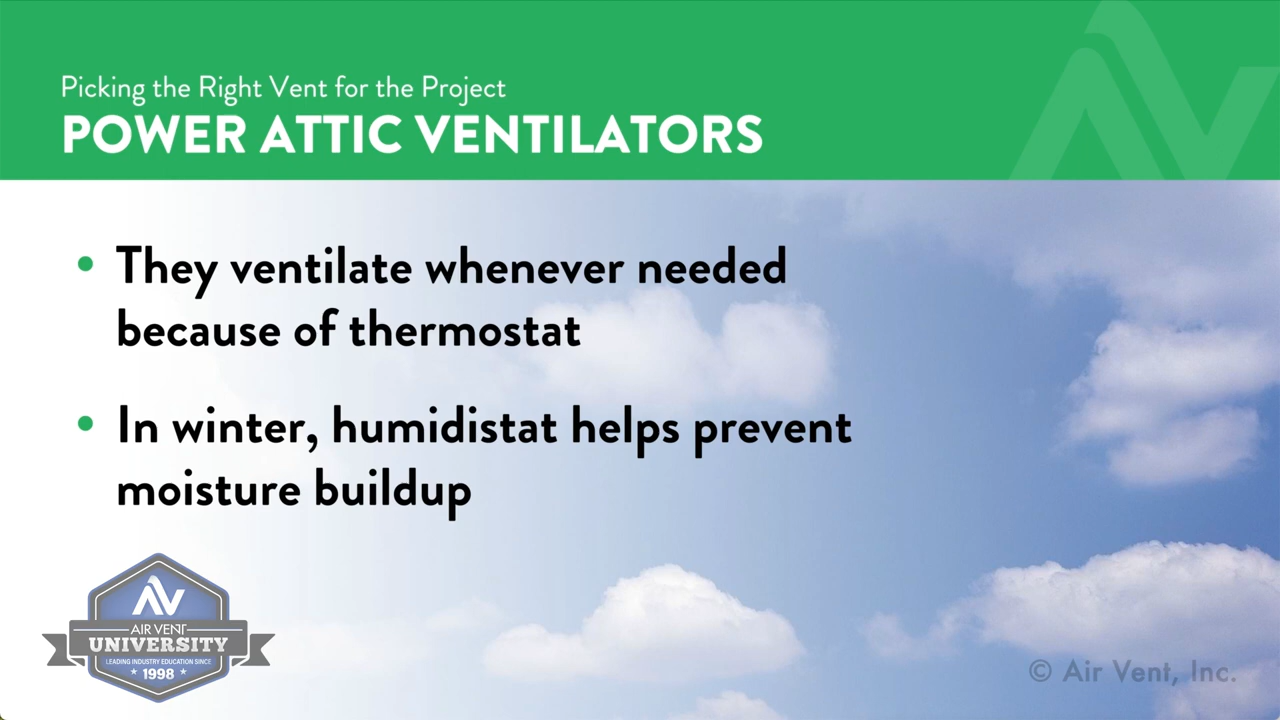 Picking the Right Vent for the Project
POWER ATTIC VENTILATORS
• They ventilate whenever needed
because of thermostat
• In winter, humidistat helps prevent
moisture buildup
AIR VENT
UNIVERSITY
LEADING INDUSTRY EDUCATION SINCE
1998
© Air Vent, Inc.